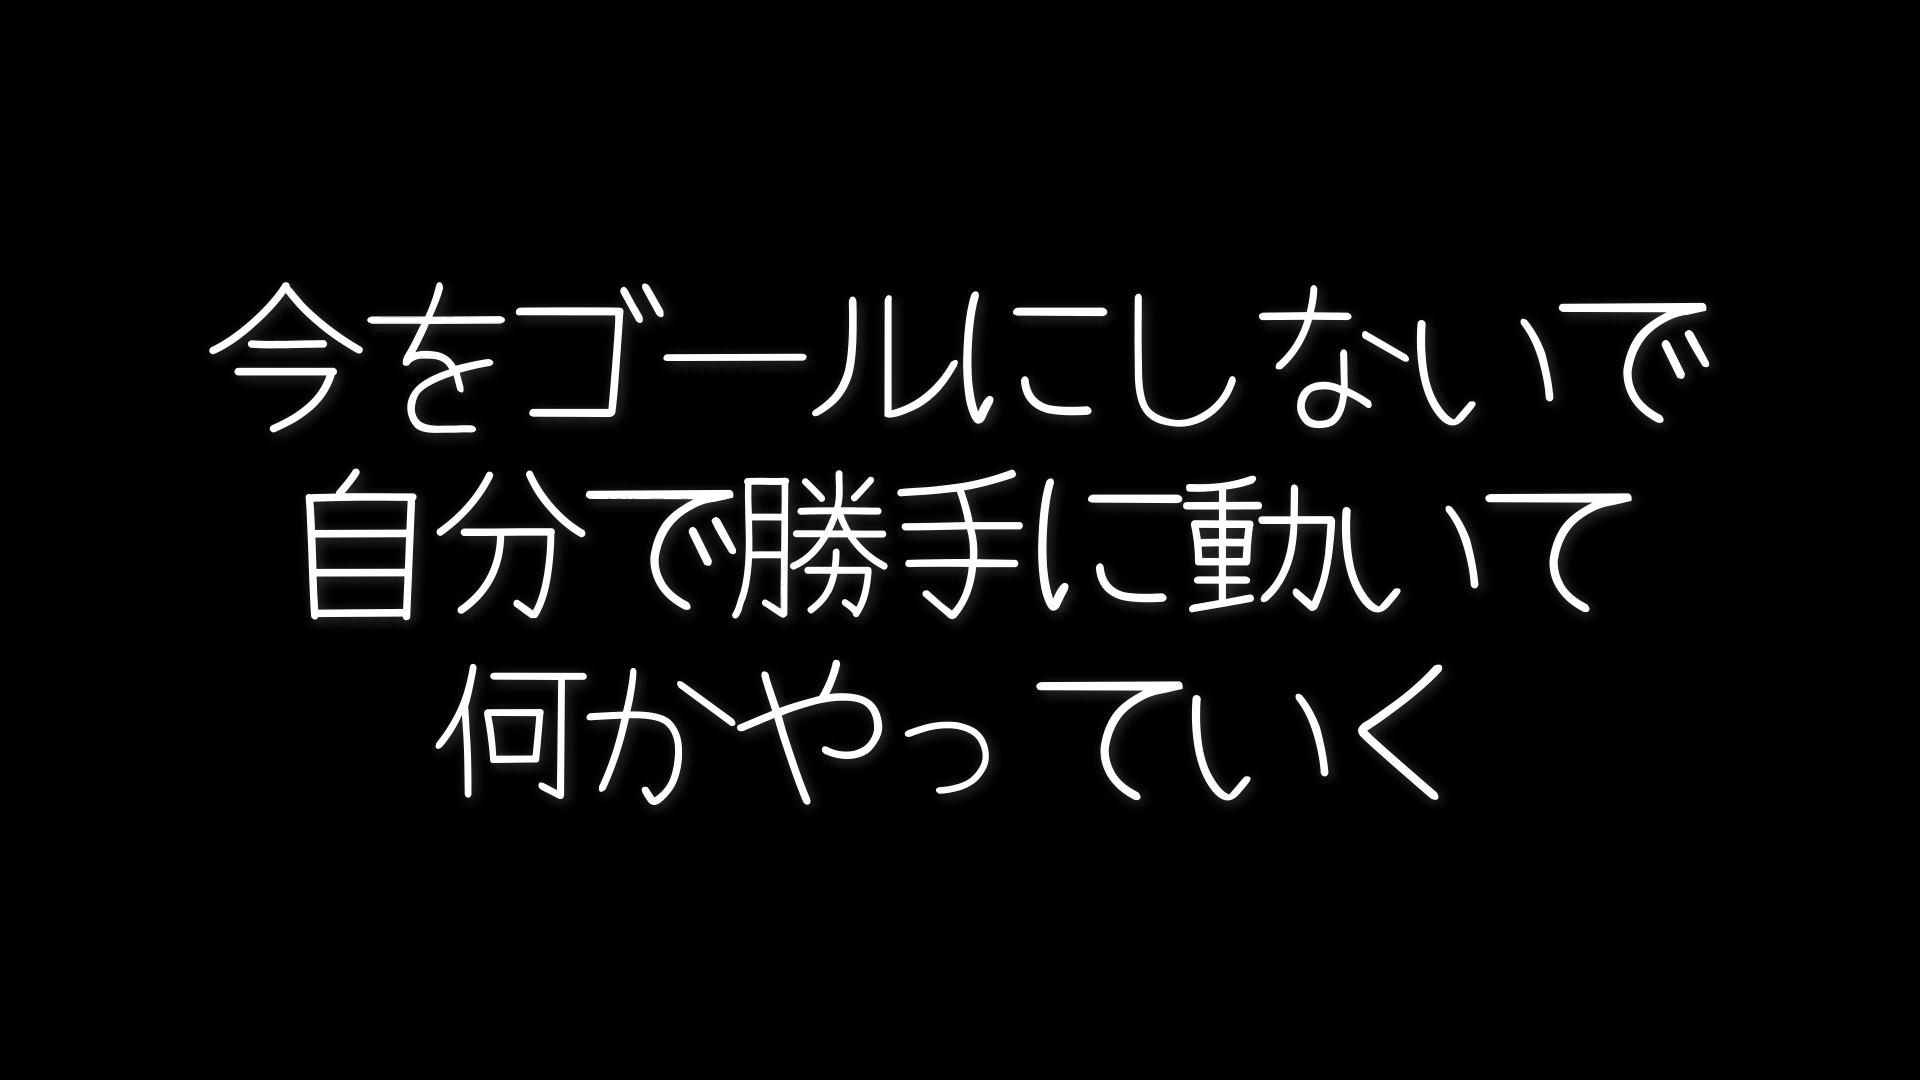 今をゴールにしないで
自分で勝手に動いて
何かやっていく